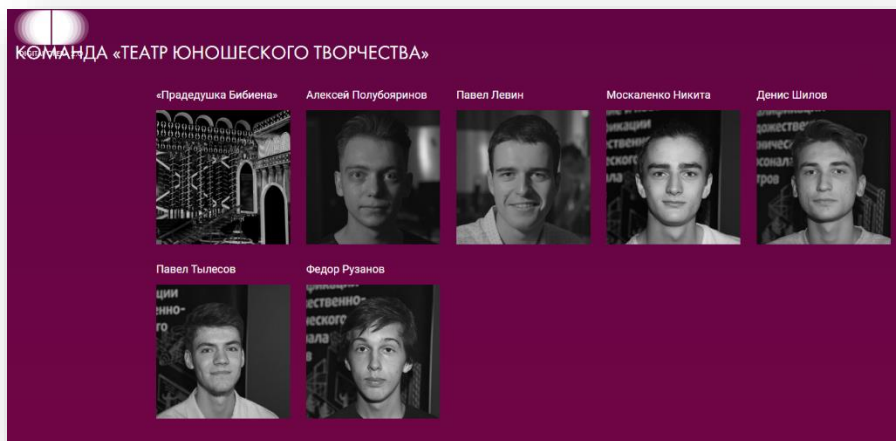 КОМАНДА «ТЕАТР ЮНОШЕСКОГО ТВОРЧЕСТВА»
«Прадедушка Бибиена»
Алексей Полубояринов
Павел Левин
Москаленко Никита
Денис Шилов
Павел Тылесов
Федор Рузанов